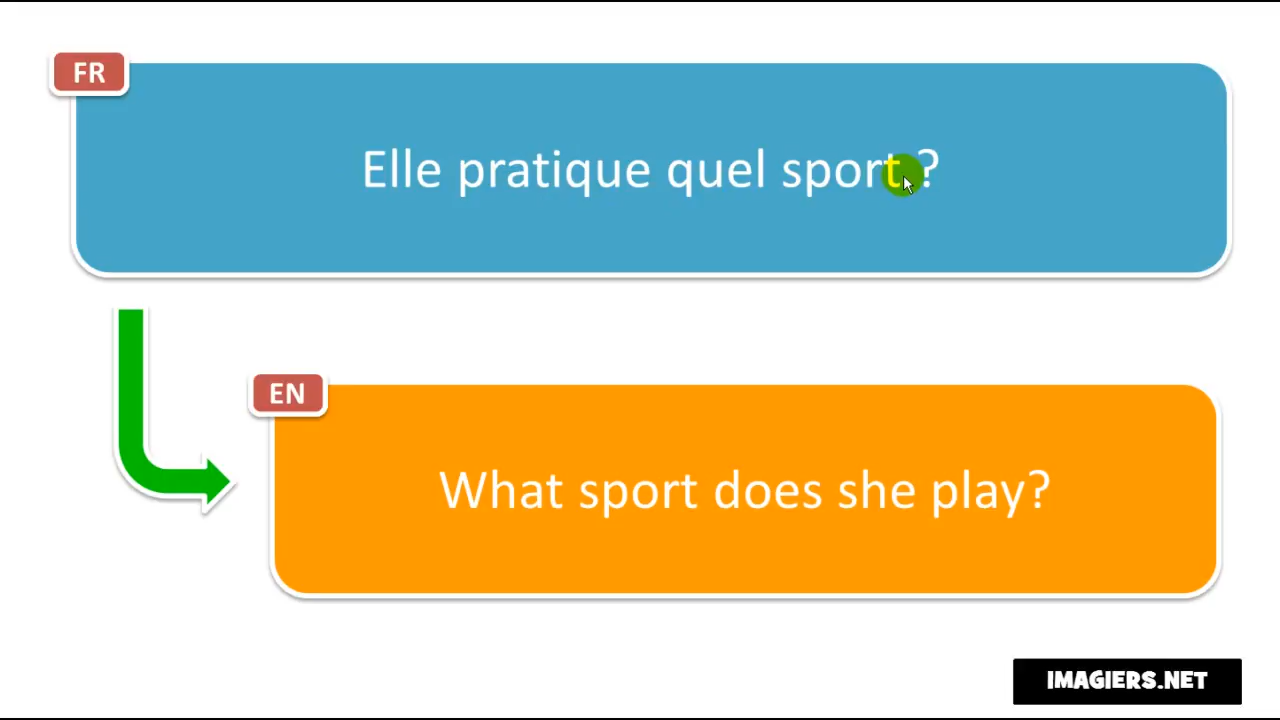 FR
Elle pratique quel sport ?
EN
What sport does she play?
IMAGIERS.NET